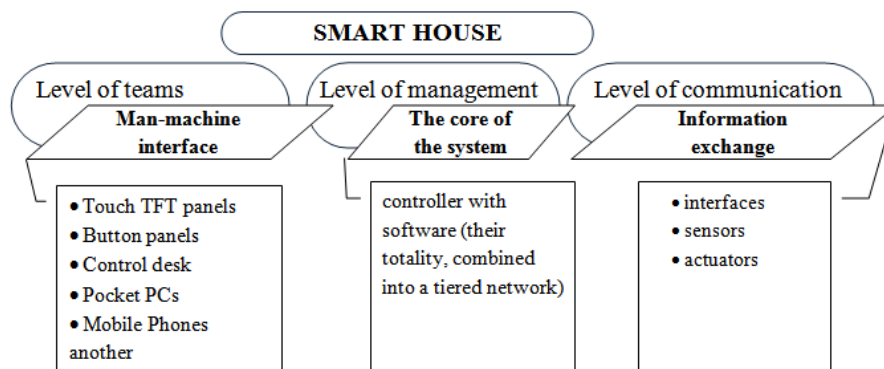 SMART HOUSE
Level of teams
Man-machine
interface
• Touch TFT panels
• Button panels
• Control desk
• Pocket PCs
• Mobile Phones
another
Level of management
The core of
the system
controller with
software (their
totality, combined
into a tiered network)
Level of communication
Information
exchange
• interfaces
• sensors
• actuators